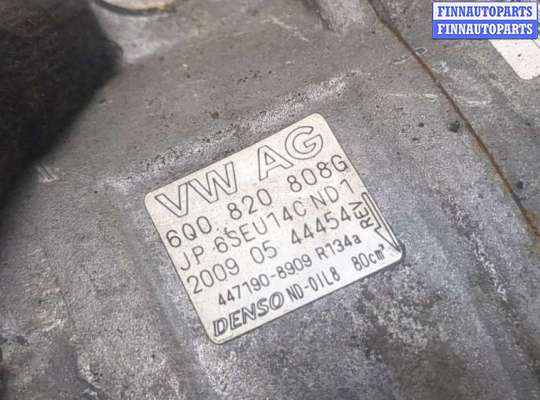 FINNAUTOPARTS
FINNAUTOPARTS
VW AG
6Q0 820 808G
JP 6SEU14C ND1
2009 05 44454
REV
447190-8909 R134a
DENSO ND-OIL8 80cm³